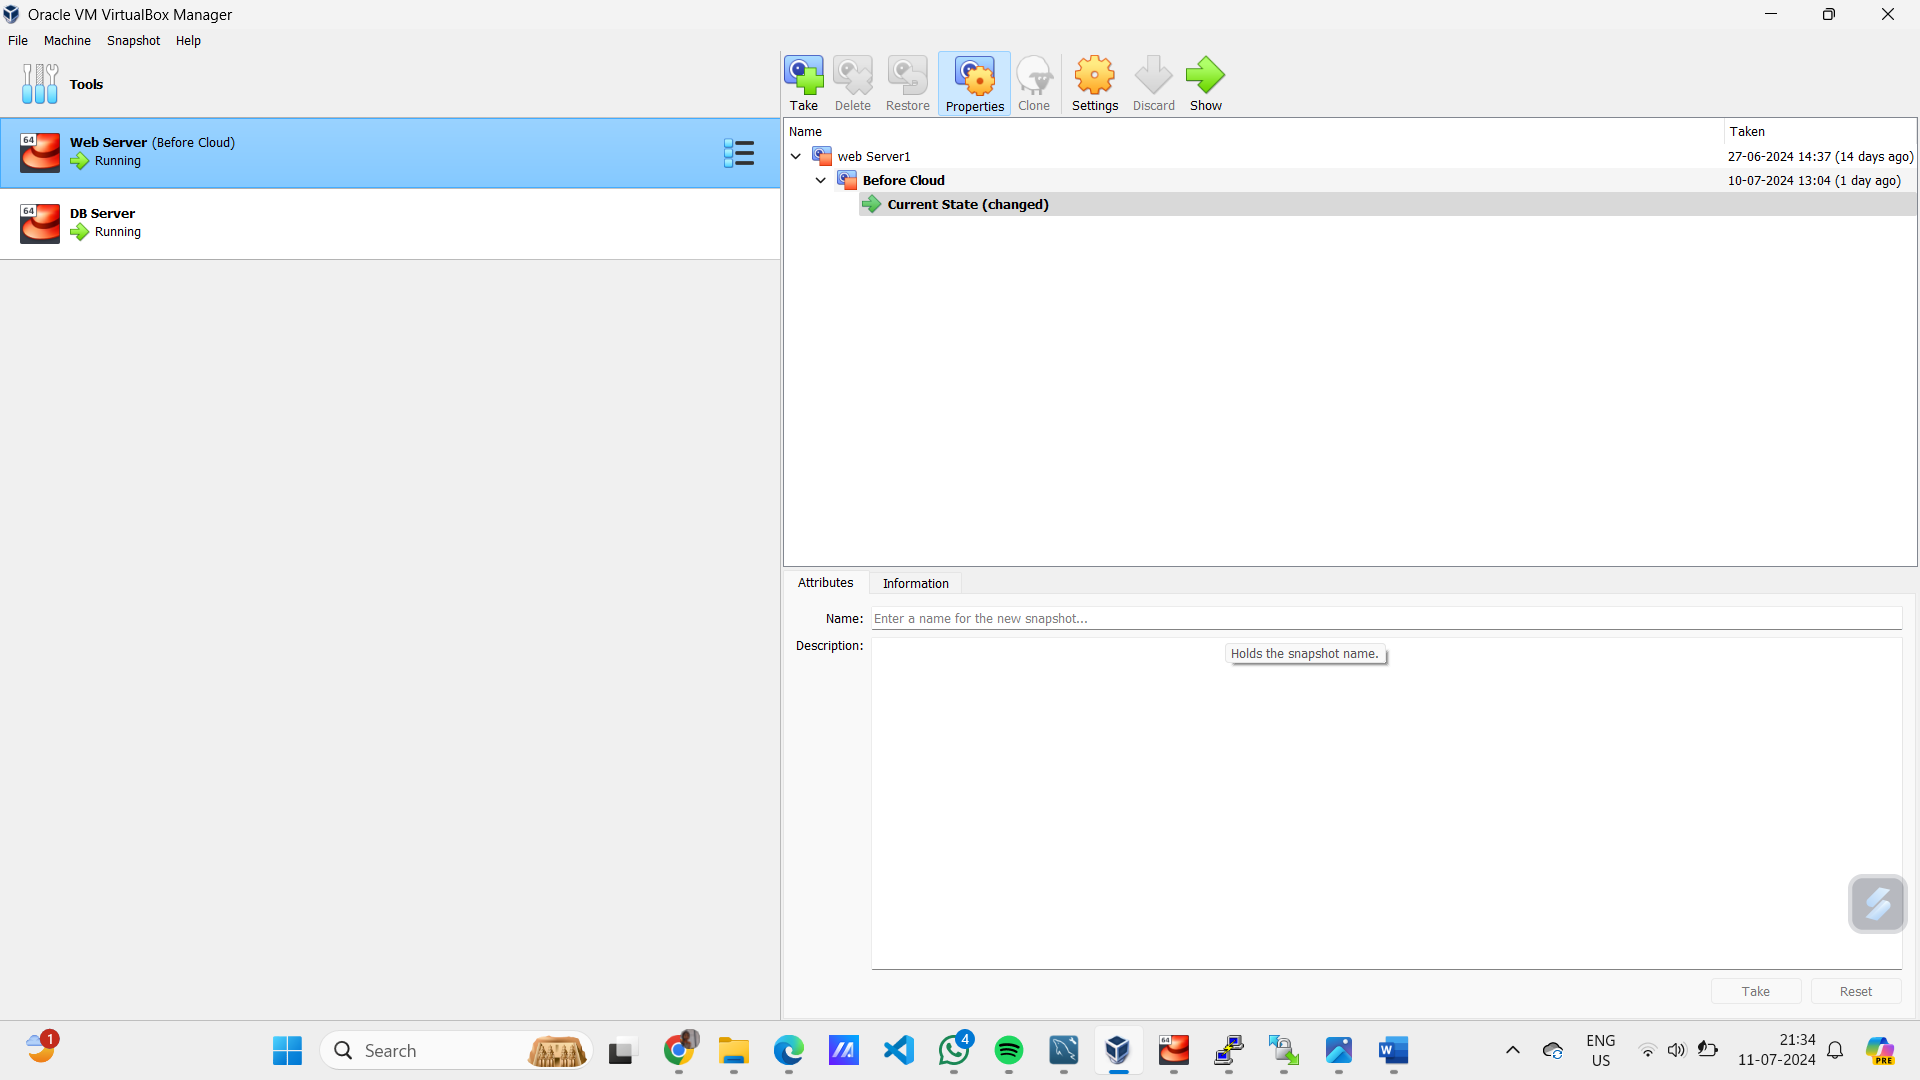 Oracle VM VirtualBox Manager
File Machine Snapshot Help
Tools
Take Delete Restore Properties Clone Settings Discard Show
64
Web Server (Before Cloud)
Running
64
DB Server
Running
Name Taken
web Server1 27-06-2024 14:37 (14 days ago)
Before Cloud 10-07-2024 13:04 (1 day ago)
Current State (changed)
Attributes Information
Name: Enter a name for the new snapshot...
Description:
Holds the snapshot name.
Take Reset
1
Search
4
64
W
ENG
US
21:34
11-07-2024
PRE